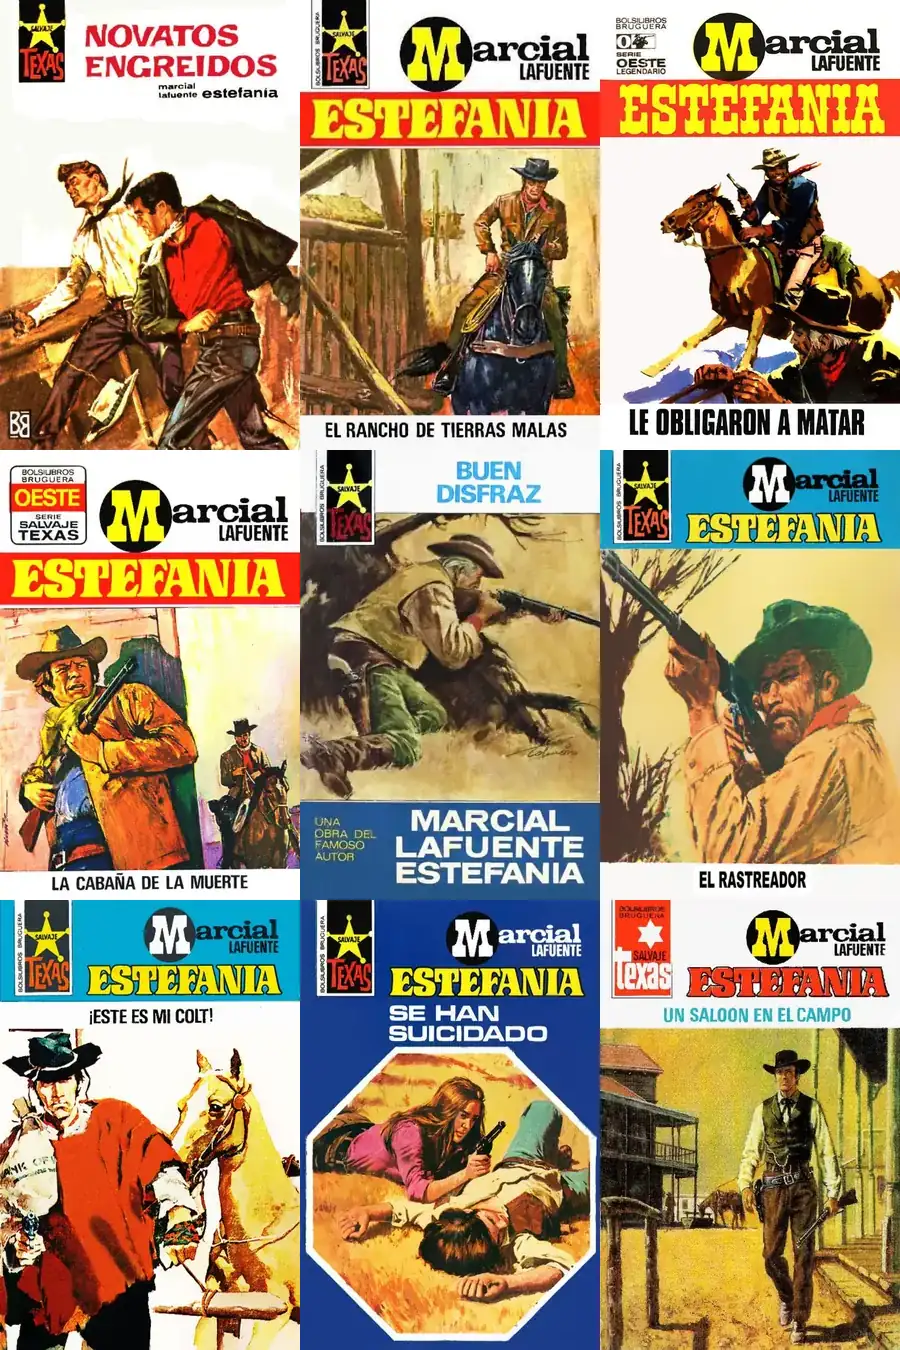 SALVAJE
TEXAS
NOVATOS
ENGREIDOS
marcial
lafuente estefanía
BB
BOLSILIBROS BRUGUERA
SALVAJE
TEXAS
Marcial
LAFUENTE
ESTEFANIA
EL RANCHO DE TIERRAS MALAS
BOLSILIBROS
BRUGUERA
SERIE
OESTE
LEGENDARIO
Marcial
LAFUENTE
ESTEFANIA
LE OBLIGARON A MATAR
BOLSILIBROS
BRUGUERA
OESTE
SERIE
SALVAJE
TEXAS
Marcial
LAFUENTE
ESTEFANIA
LA CABAÑA DE LA MUERTE
BOLSILIBROS BRUGUERA
SALVAJE
TEXAS
BUEN
DISFRAZ
UNA
OBRA DEL
FAMOSO
AUTOR
MARCIAL
LAFUENTE
ESTEFANIA
BOLSILIBROS BRUGUERA
SALVAJE
TEXAS
Marcial
LAFUENTE
ESTEFANIA
EL RASTREADOR
BOLSILIBROS BRUGUERA
SALVAJE
TEXAS
Marcial
LAFUENTE
ESTEFANIA
¡ESTE ES MI COLT!
BOLSILIBROS BRUGUERA
SALVAJE
TEXAS
Marcial
LAFUENTE
ESTEFANIA
SE HAN
SUICIDADO
BOLSILIBROS
BRUGUERA
SALVAJE
texas
Marcial
LAFUENTE
ESTEFANIA
UN SALOON EN EL CAMPO